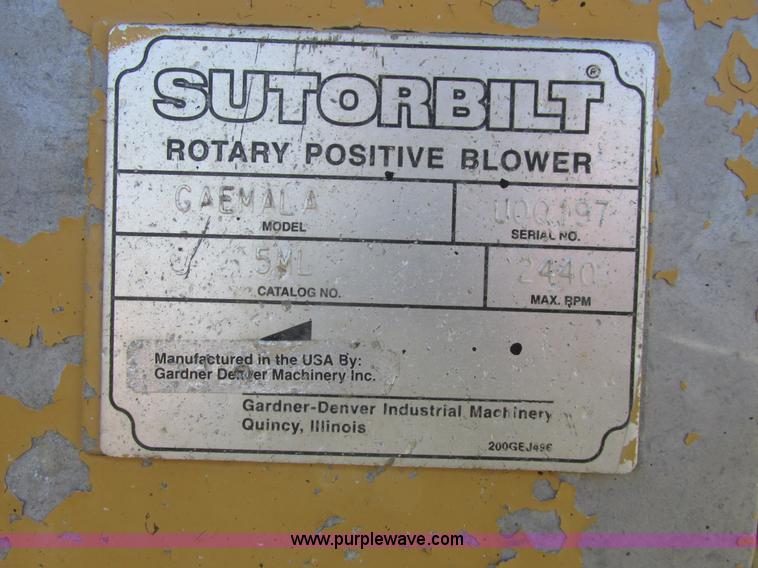 SUTORBILT®
ROTARY POSITIVE BLOWER
GAEMALA
MODEL
SERIAL NO.
5ML
CATALOG NO.
2440
MAX. RPM
Manufactured in the USA By:
Gardner Denver Machinery Inc.
Gardner-Denver Industrial Machinery
Quincy, Illinois
200GEJ496
www.purplewave.com